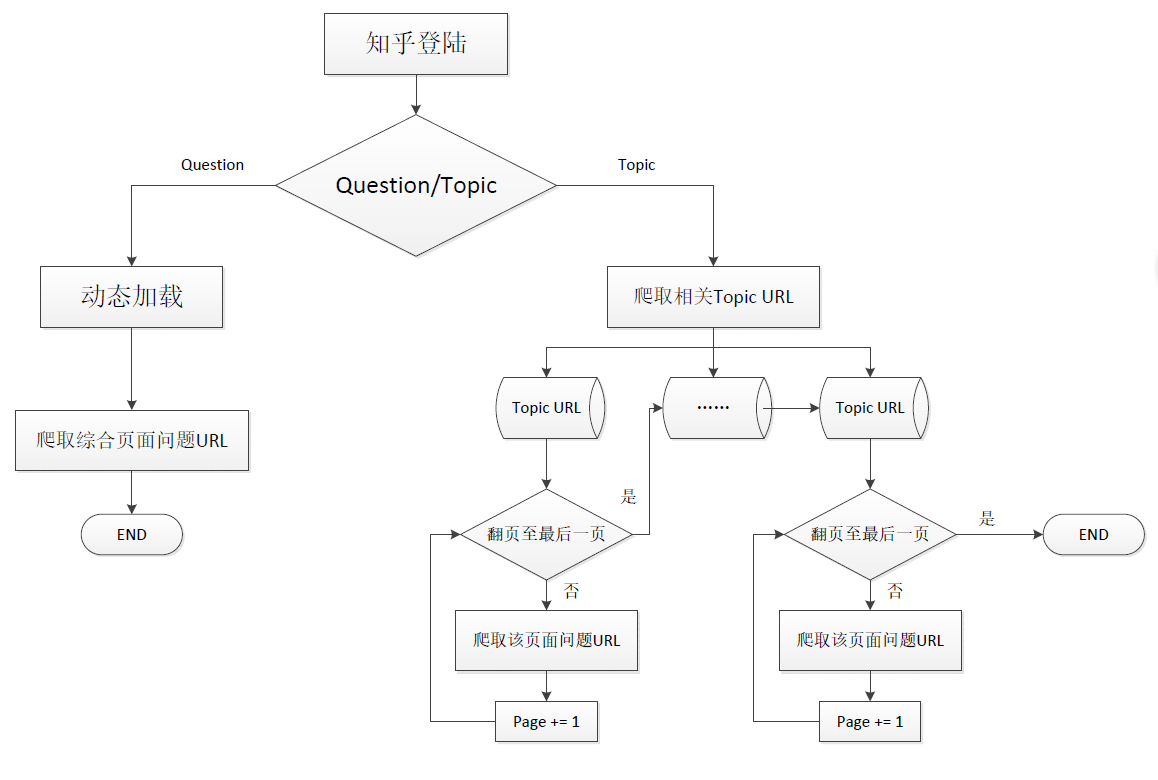 知乎登陆
Question
Topic
Question/Topic
动态加载
爬取相关Topic URL
Topic URL
……
Topic URL
爬取综合页面问题URL
是
是
END
翻页至最后一页
翻页至最后一页
END
否
否
爬取该页面问题URL
爬取该页面问题URL
Page += 1
Page += 1